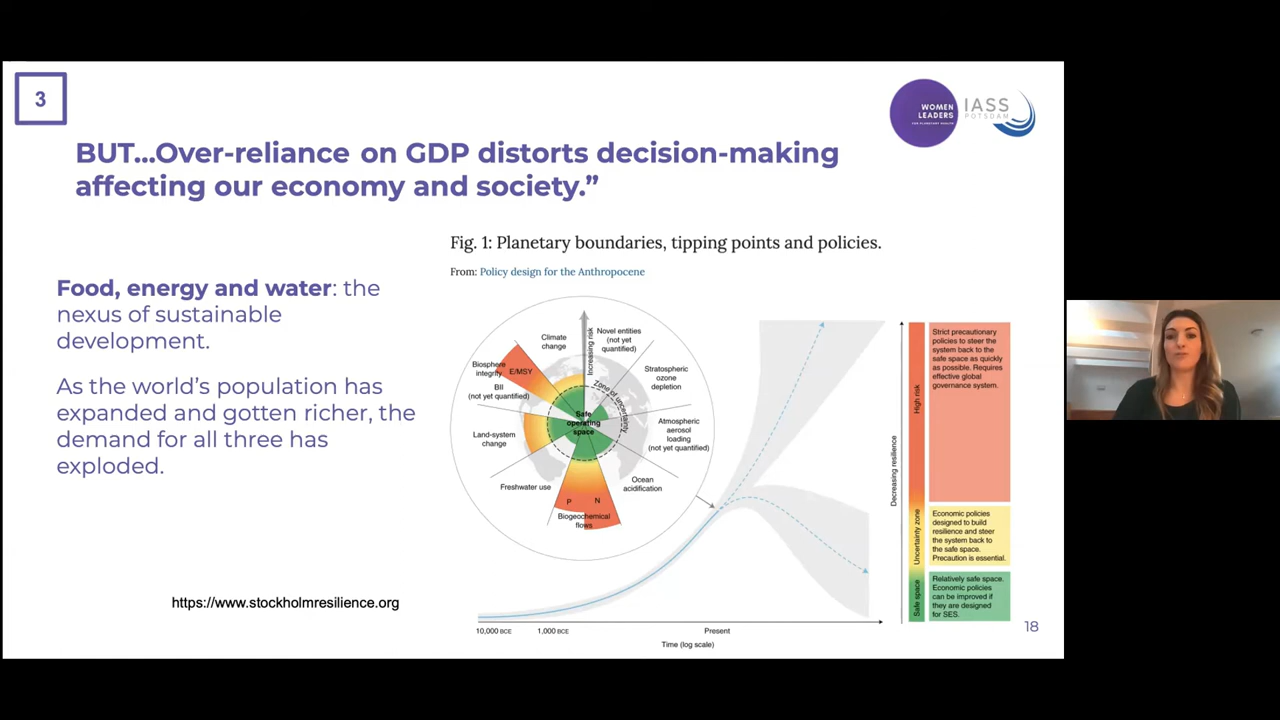 3
WOMEN
LEADERS
FOR PLANETARY HEALTH
IASS
POTSDAM
BUT...Over-reliance on GDP distorts decision-making
affecting our economy and society.”
Fig. 1: Planetary boundaries, tipping points and policies.
From: Policy design for the Anthropocene
Food, energy and water: the
nexus of sustainable
development.
As the world’s population has
expanded and gotten richer, the
demand for all three has
exploded.
https://www.stockholmresilience.org
Climate
change
Increasing risk
Novel entities
(not yet
quantified)
Biosphere
integrity
E/MSY
BII
(not yet quantified)
Stratospheric
ozone
depletion
Zone of uncertainty
Safe
operating
space
Land-system
change
Atmospheric
aerosol
loading
(not yet quantified)
Freshwater use
Ocean
acidification
P
N
Biogeochemical
flows
10,000 BCE
1,000 BCE
Present
Time (log scale)
Decreasing resilience
High risk
Uncertainty zone
Safe space
Strict precautionary
policies to steer the
system back to the
safe space as quickly
as possible. Requires
effective global
governance system.
Economic policies
designed to build
resilience and steer
the system back to
the safe space.
Precaution is essential.
Relatively safe space.
Economic policies
can be improved if
they are designed
for SES.
18